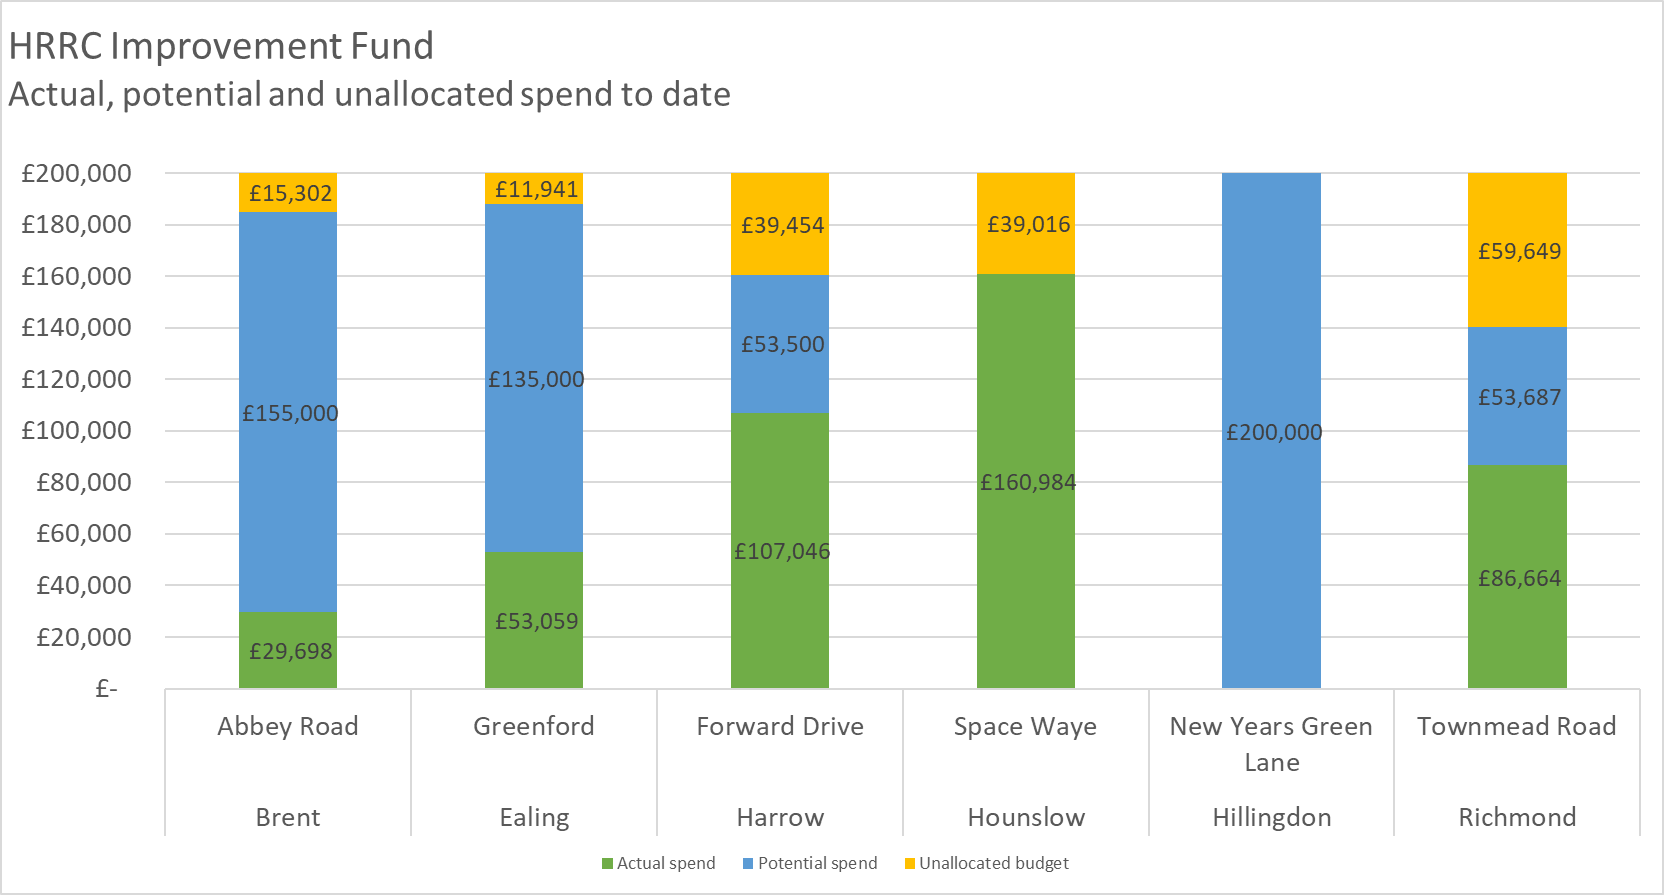 HRRC Improvement Fund
Actual, potential and unallocated spend to date
£200,000
£180,000
£160,000
£140,000
£120,000
£100,000
£80,000
£60,000
£40,000
£20,000
£-
£15,302
£155,000
£29,698
£11,941
£135,000
£53,059
£39,454
£53,500
£107,046
£39,016
£160,984
£200,000
£59,649
£53,687
£86,664
Abbey Road
Greenford
Forward Drive
Space Waye
New Years Green
Lane
Townmead Road
Brent
Ealing
Harrow
Hounslow
Hillingdon
Richmond
Actual spend
Potential spend
Unallocated budget